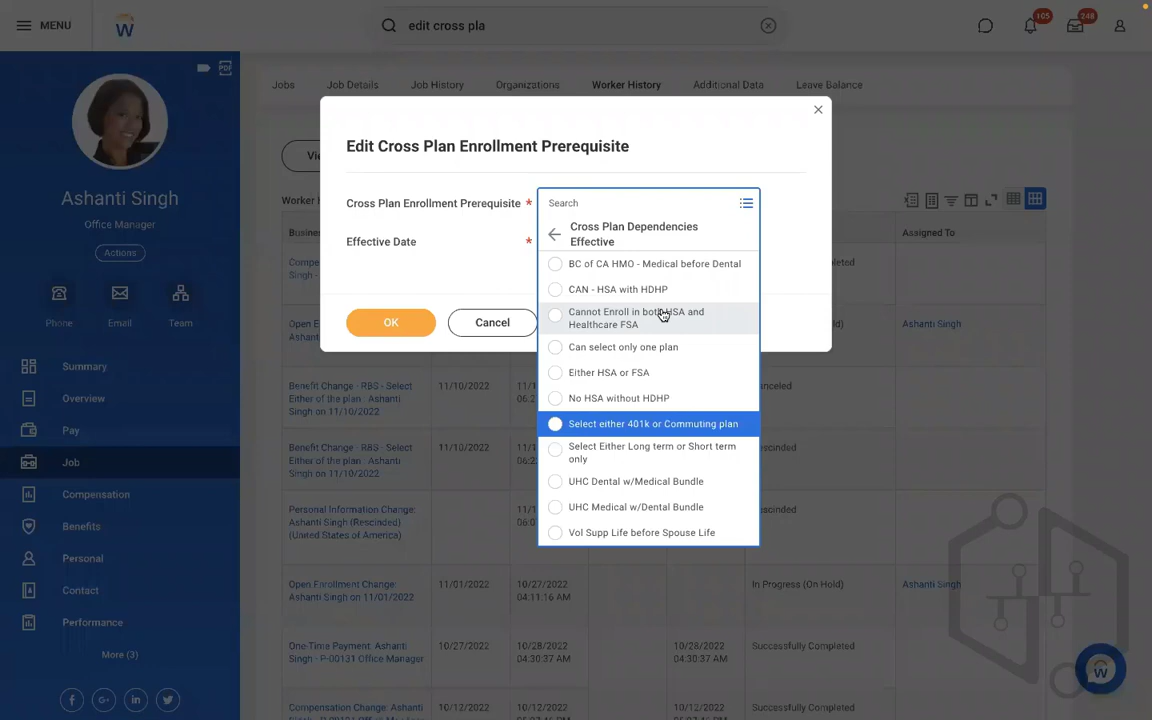 MENU
edit cross pla
105
248
PDF
Jobs
Job Details
Job History
Organizations
Worker History
Additional Data
Leave Balance
Ashanti Singh
Office Manager
Actions
Phone
Email
Team
Summary
Overview
Pay
Job
Compensation
Benefits
Personal
Contact
Performance
More (3)
Edit Cross Plan Enrollment Prerequisite
Cross Plan Enrollment Prerequisite *
Effective Date *
OK
Cancel
Search
Cross Plan Dependencies
Effective
BC of CA HMO - Medical before Dental
CAN - HSA with HDHP
Cannot Enroll in both HSA and
Healthcare FSA
Can select only one plan
Either HSA or FSA
No HSA without HDHP
Select either 401k or Commuting plan
Select Either Long term or Short term
only
UHC Dental w/Medical Bundle
UHC Medical w/Dental Bundle
Vol Supp Life before Spouse Life
Assigned To
Ashanti Singh
Benefit Change - RBS - Select
Either of the plan : Ashanti
Singh on 11/10/2022
11/10/2022
Benefit Change - RBS - Select
Either of the plan : Ashanti
Singh on 11/10/2022
11/10/2022
Personal Information Change:
Ashanti Singh (Rescinded)
(United States of America)
Open Enrollment Change:
Ashanti Singh on 11/01/2022
11/01/2022
10/27/2022
04:11:16 AM
In Progress (On Hold)
Ashanti Singh
One-Time Payment: Ashanti
Singh - P-00131 Office Manager
10/27/2022
10/28/2022
04:30:37 AM
10/28/2022
04:30:37 AM
Successfully Completed
Compensation Change: Ashanti
10/12/2022
10/12/2022
10/12/2022
Successfully Completed